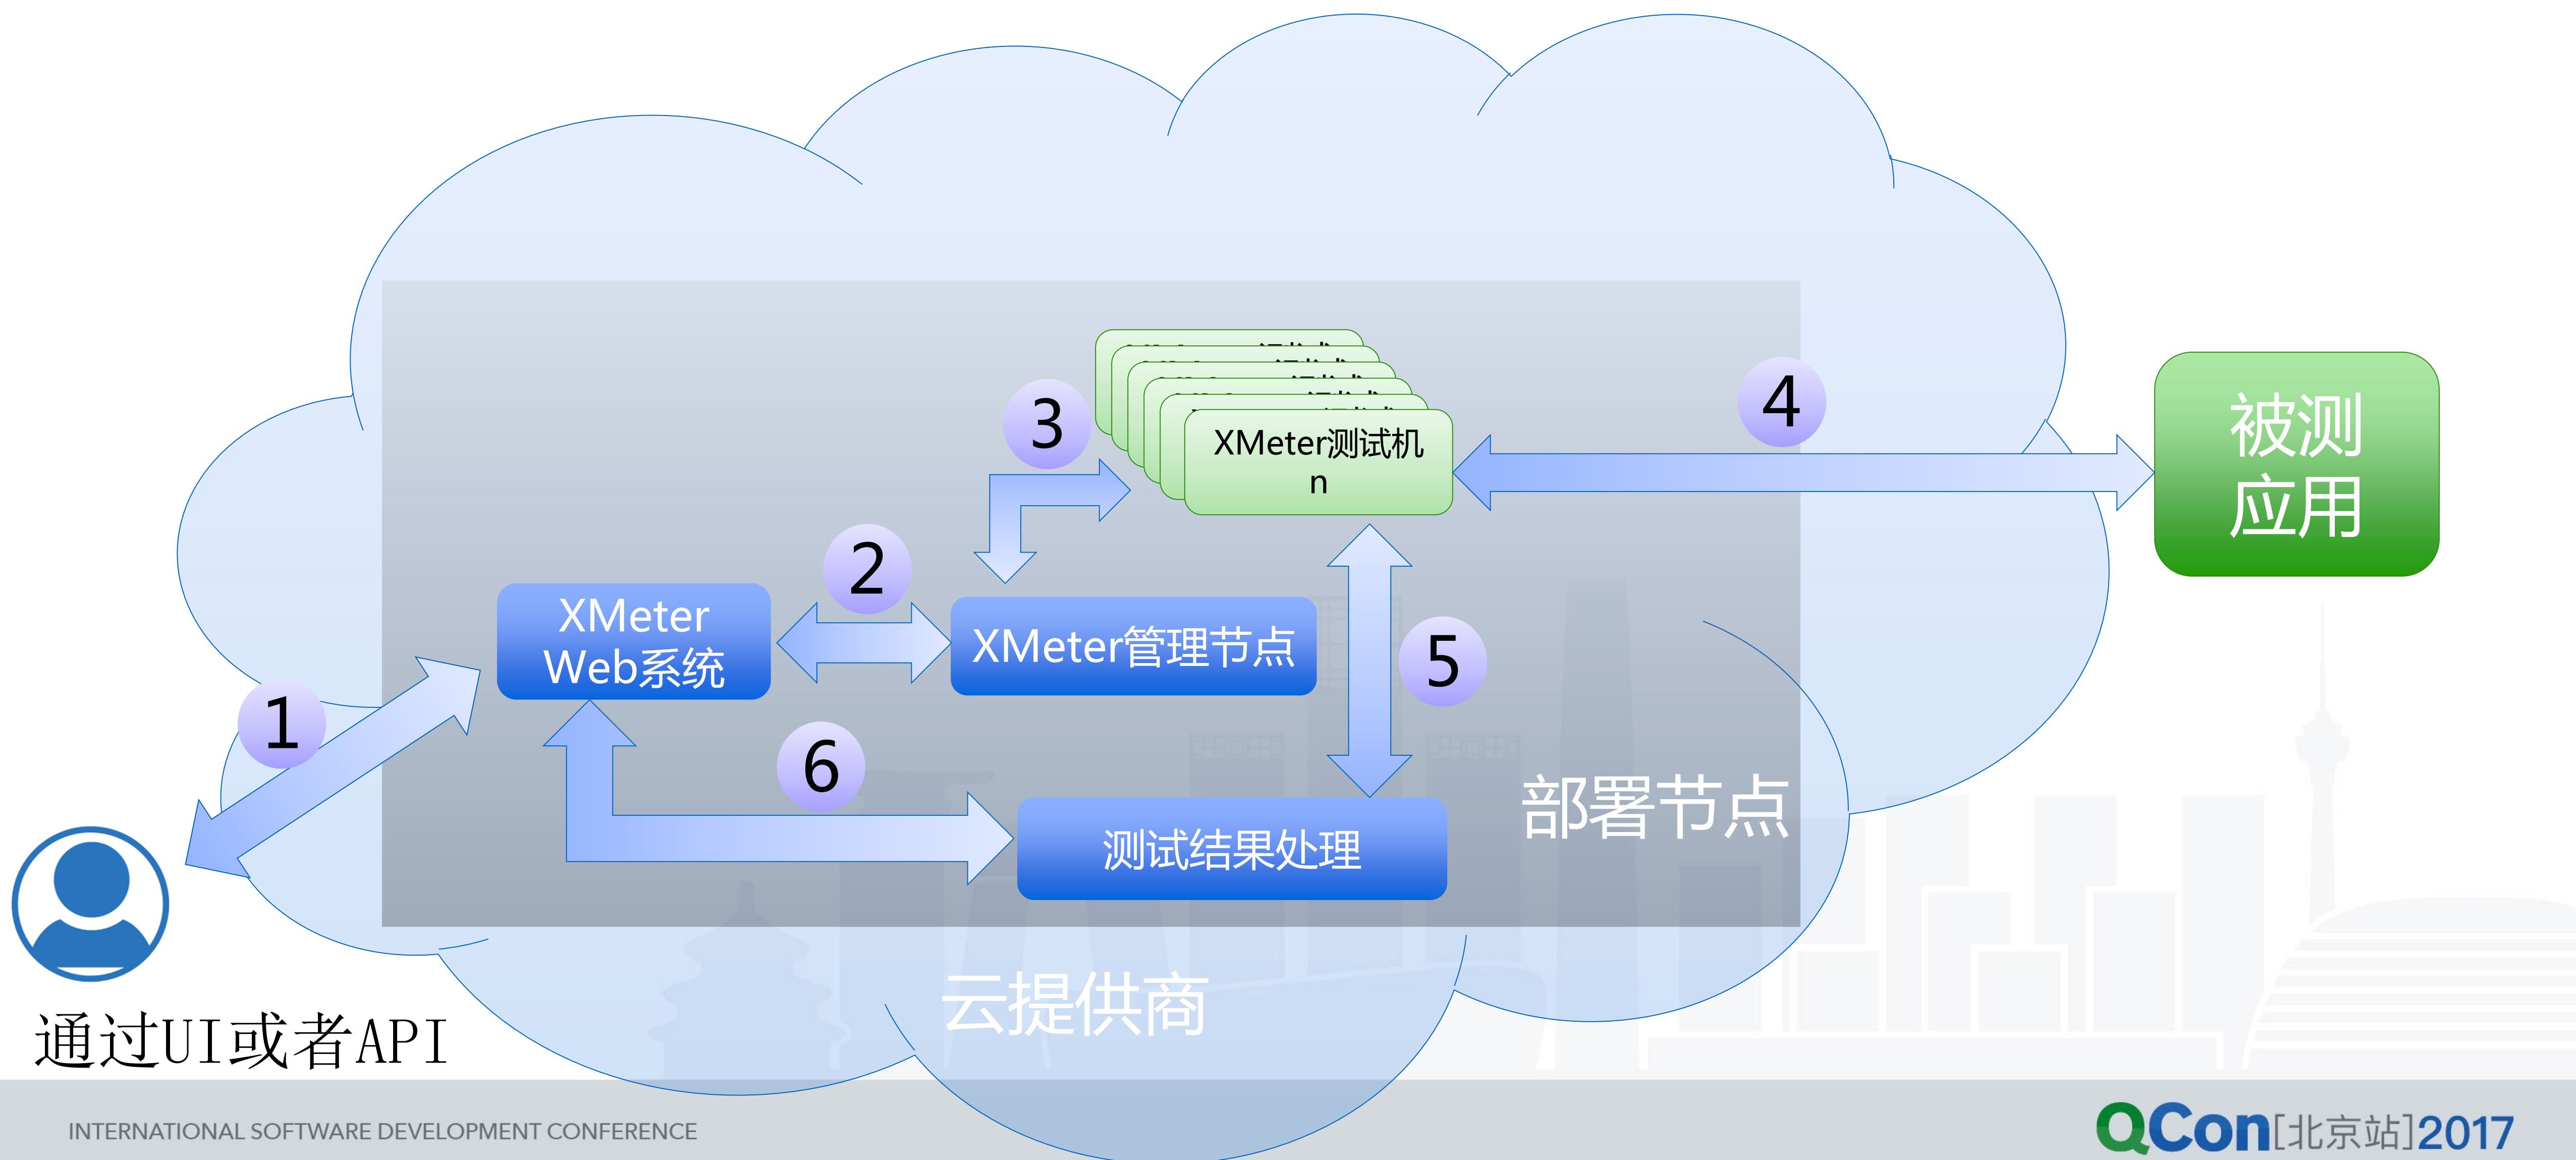 3
4
XMeter测试机
n
被测
应用
2
XMeter
Web系统
XMeter管理节点
5
1
6
测试结果处理
部署节点
云提供商
通过UI或者API
INTERNATIONAL SOFTWARE DEVELOPMENT CONFERENCE
QCon[北京站]2017